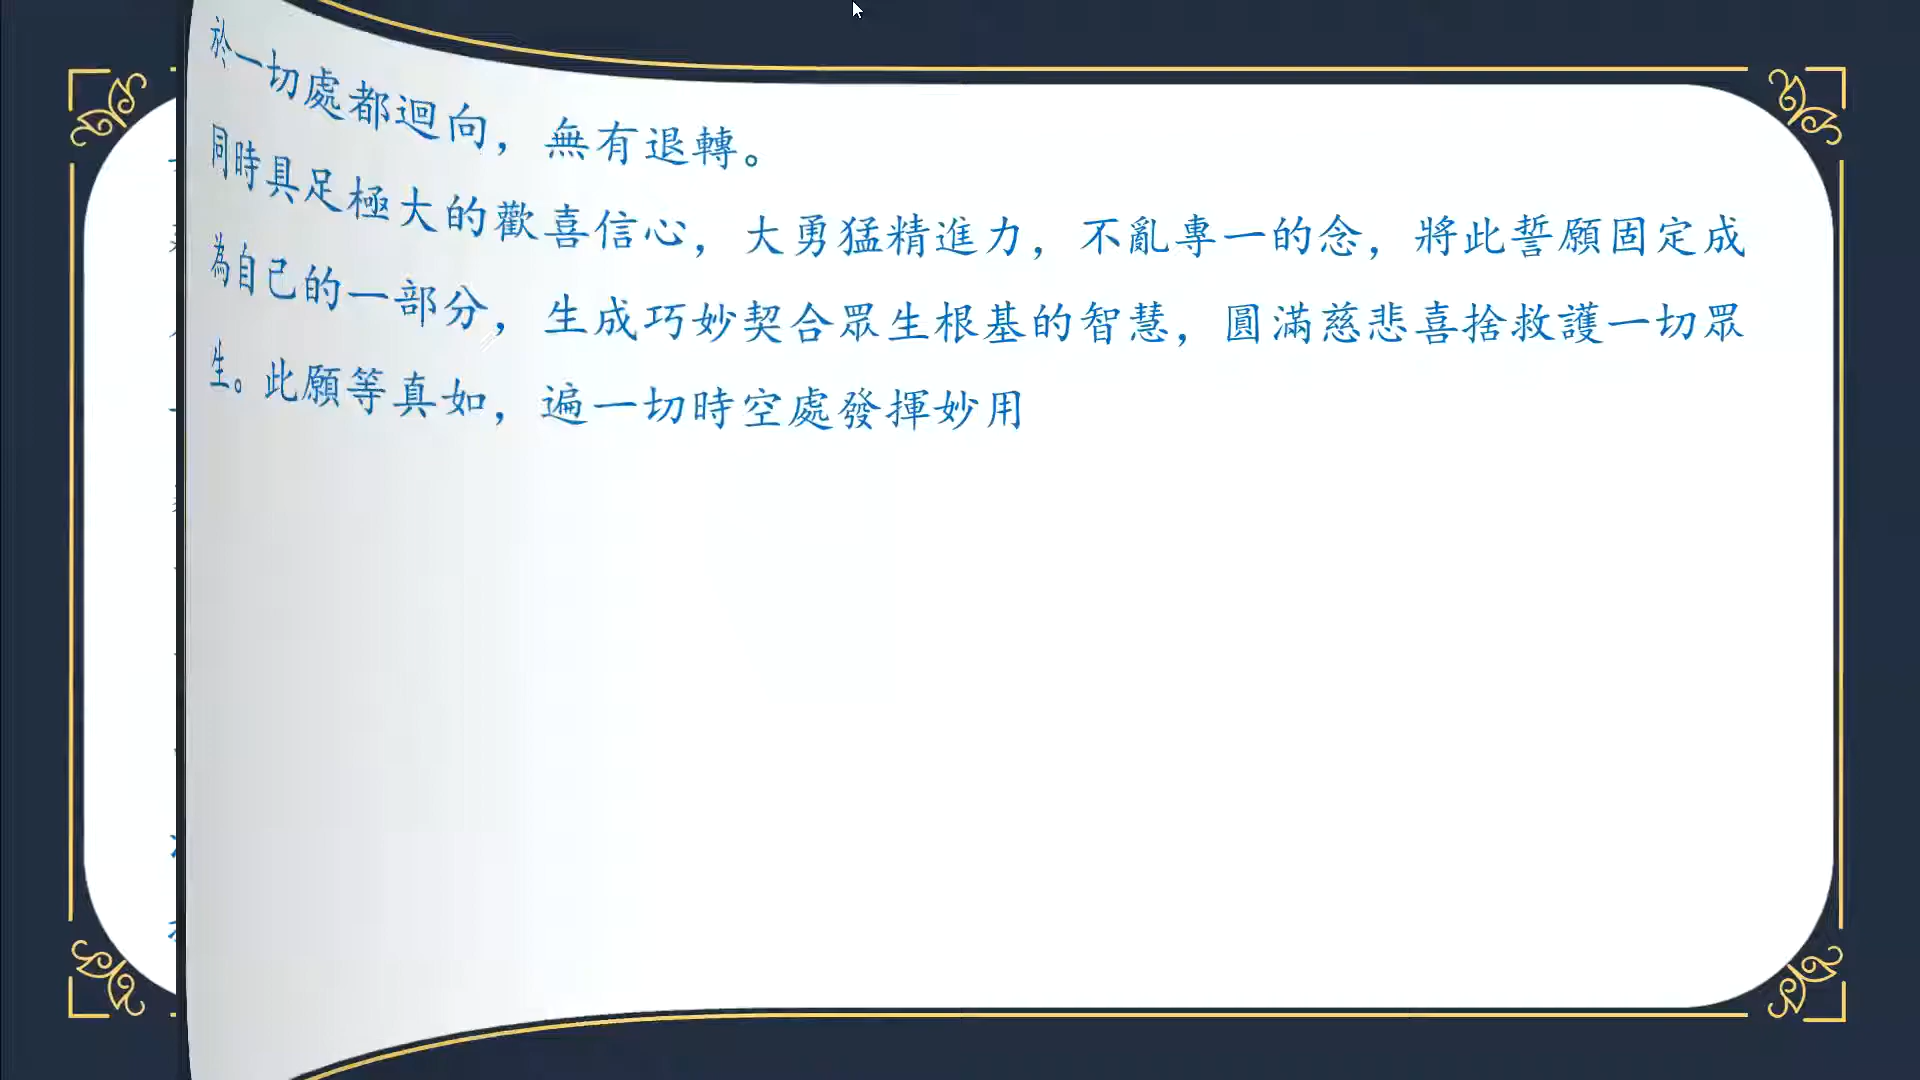 於一切處都迴向，無有退轉。
同時具足極大的歡喜信心，大勇猛精進力，不亂專一的念，將此誓願固定成
為自己的一部分，生成巧妙契合眾生根基的智慧，圓滿慈悲喜捨救護一切眾
生。此願等真如，遍一切時空處發揮妙用